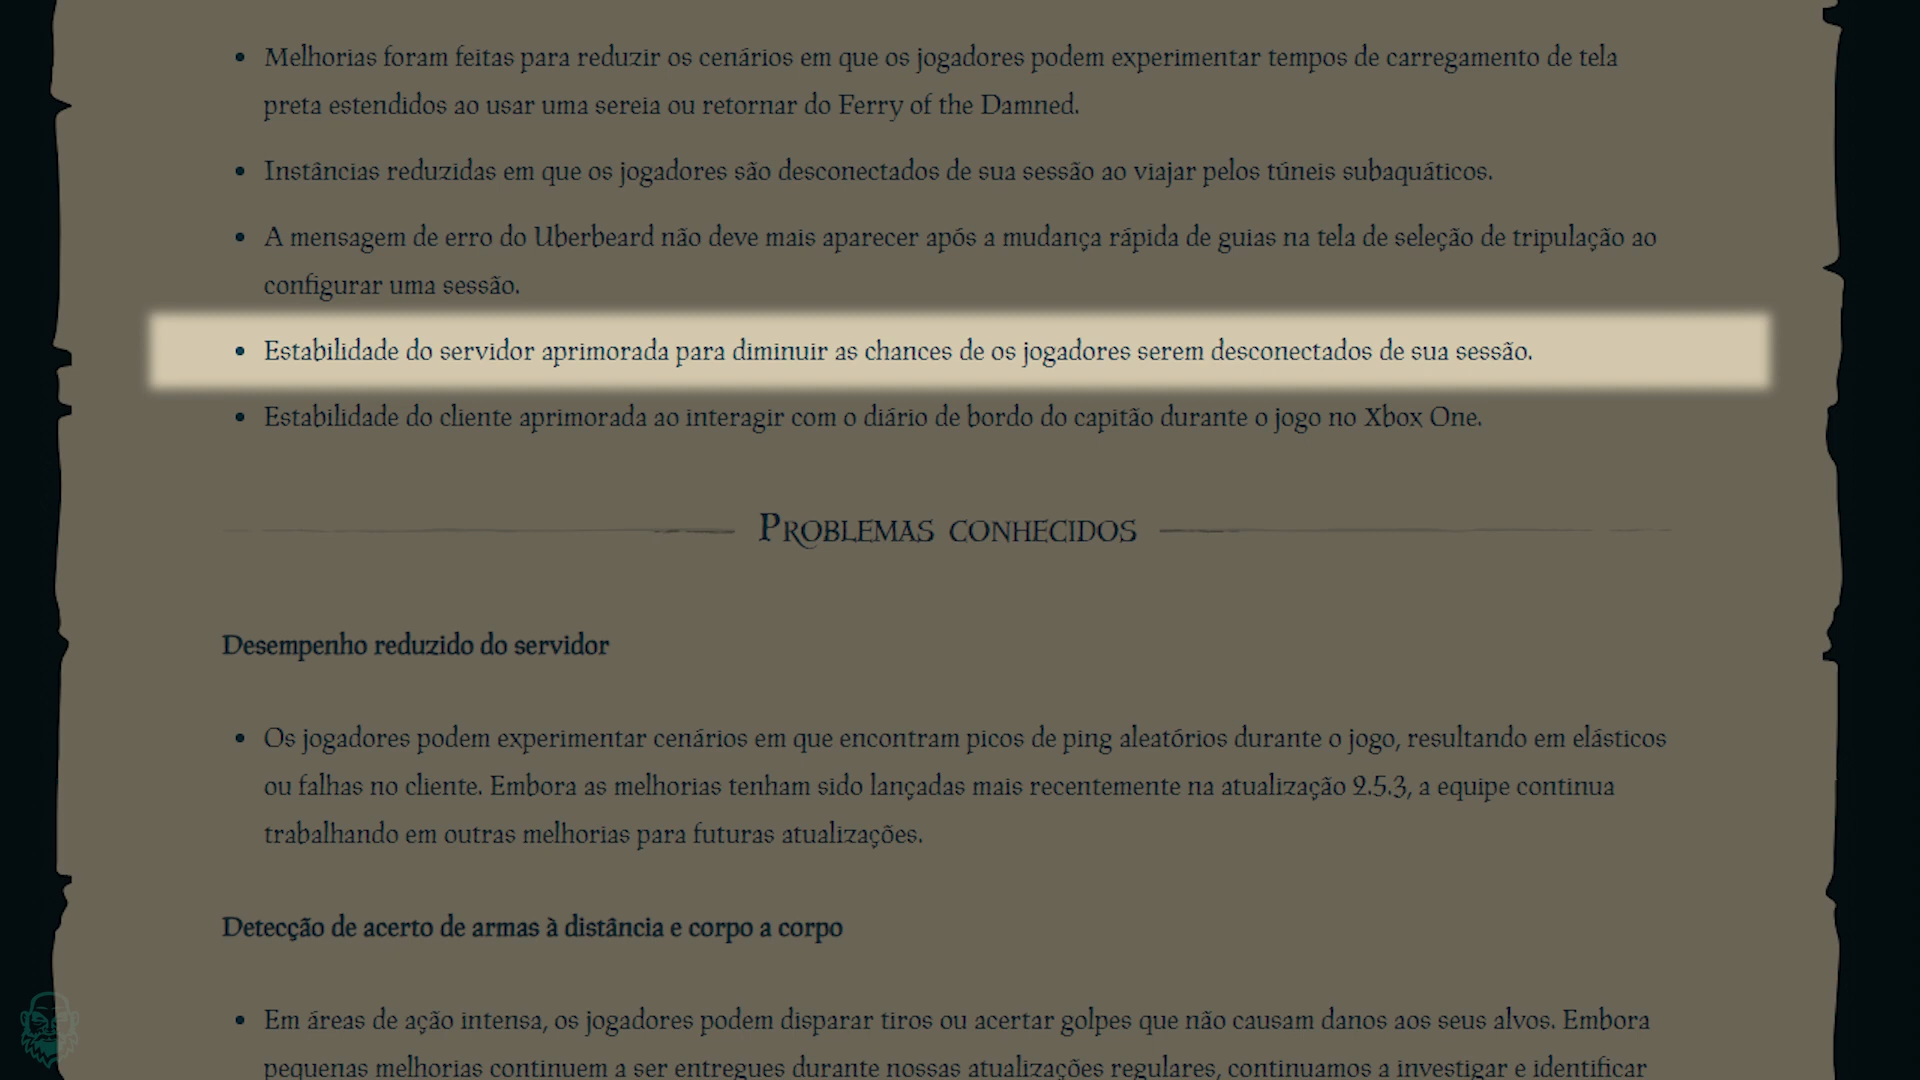 • Melhorias foram feitas para reduzir os cenários em que os jogadores podem experimentar tempos de carregamento de tela
preta estendidos ao usar uma sereia ou retornar do Ferry of the Damned.
• Instâncias reduzidas em que os jogadores são desconectados de sua sessão ao viajar pelos túneis subaquáticos.
• A mensagem de erro do Uberbeard não deve mais aparecer após a mudança rápida de guias na tela de seleção de tripulação ao
configurar uma sessão.
• Estabilidade do servidor aprimorada para diminuir as chances de os jogadores serem desconectados de sua sessão.
• Estabilidade do cliente aprimorada ao interagir com o diário de bordo do capitão durante o jogo no Xbox One.
Problemas conhecidos
Desempenho reduzido do servidor
• Os jogadores podem experimentar cenários em que encontram picos de ping aleatórios durante o jogo, resultando em elásticos
ou falhas no cliente. Embora as melhorias tenham sido lançadas mais recentemente na atualização 2.5.3, a equipe continua
trabalhando em outras melhorias para futuras atualizações.
Detecção de acerto de armas à distância e corpo a corpo
• Em áreas de ação intensa, os jogadores podem disparar tiros ou acertar golpes que não causam danos aos seus alvos. Embora
pequenas melhorias continuem a ser entregues durante nossas atualizações regulares, continuamos a investigar e identificar